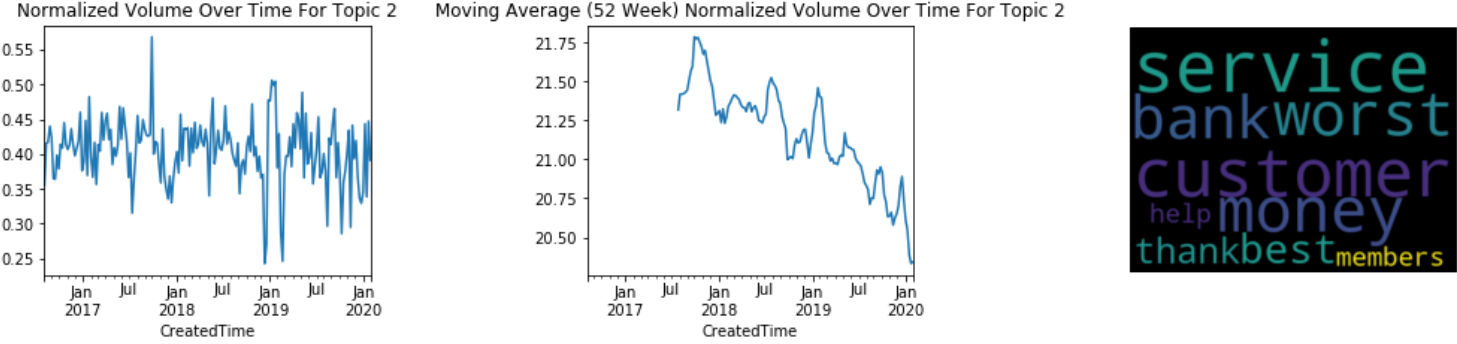 Normalized Volume Over Time For Topic 2
0.55
0.50
0.45
0.40
0.35
0.30
0.25
Jan Jul Jan Jul Jan Jul Jan
2017 2018 2019 2020
CreatedTime
Moving Average (52 Week) Normalized Volume Over Time For Topic 2
21.75
21.50
21.25
21.00
20.75
20.50
Jan Jul Jan Jul Jan Jul Jan
2017 2018 2019 2020
CreatedTime
service
bank worst
customer
help money
thank best members